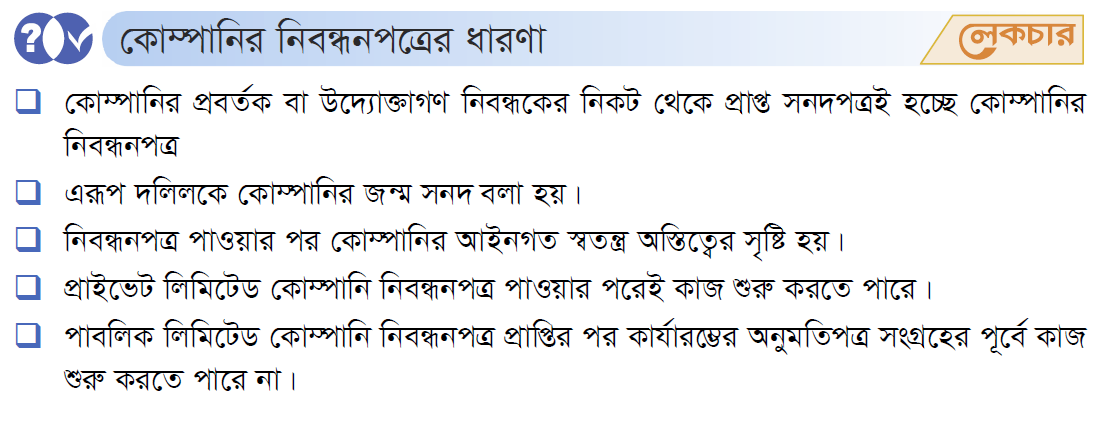 কোম্পানির নিবন্ধনপত্রের ধারণা
লেকচার
কোম্পানির প্রবর্তক বা উদ্যোক্তাগণ নিবন্ধকের নিকট থেকে প্রাপ্ত সনদপত্রই হচ্ছে কোম্পানির
নিবন্ধনপত্র
এরূপ দলিলকে কোম্পানির জন্ম সনদ বলা হয়।
নিবন্ধনপত্র পাওয়ার পর কোম্পানির আইনগত স্বতন্ত্র অস্তিত্বের সৃষ্টি হয়।
প্রাইভেট লিমিটেড কোম্পানি নিবন্ধনপত্র পাওয়ার পরেই কাজ শুরু করতে পারে।
পাবলিক লিমিটেড কোম্পানি নিবন্ধনপত্র প্রাপ্তির পর কার্যারম্ভের অনুমতিপত্র সংগ্রহের পূর্বে কাজ
শুরু করতে পারে না।